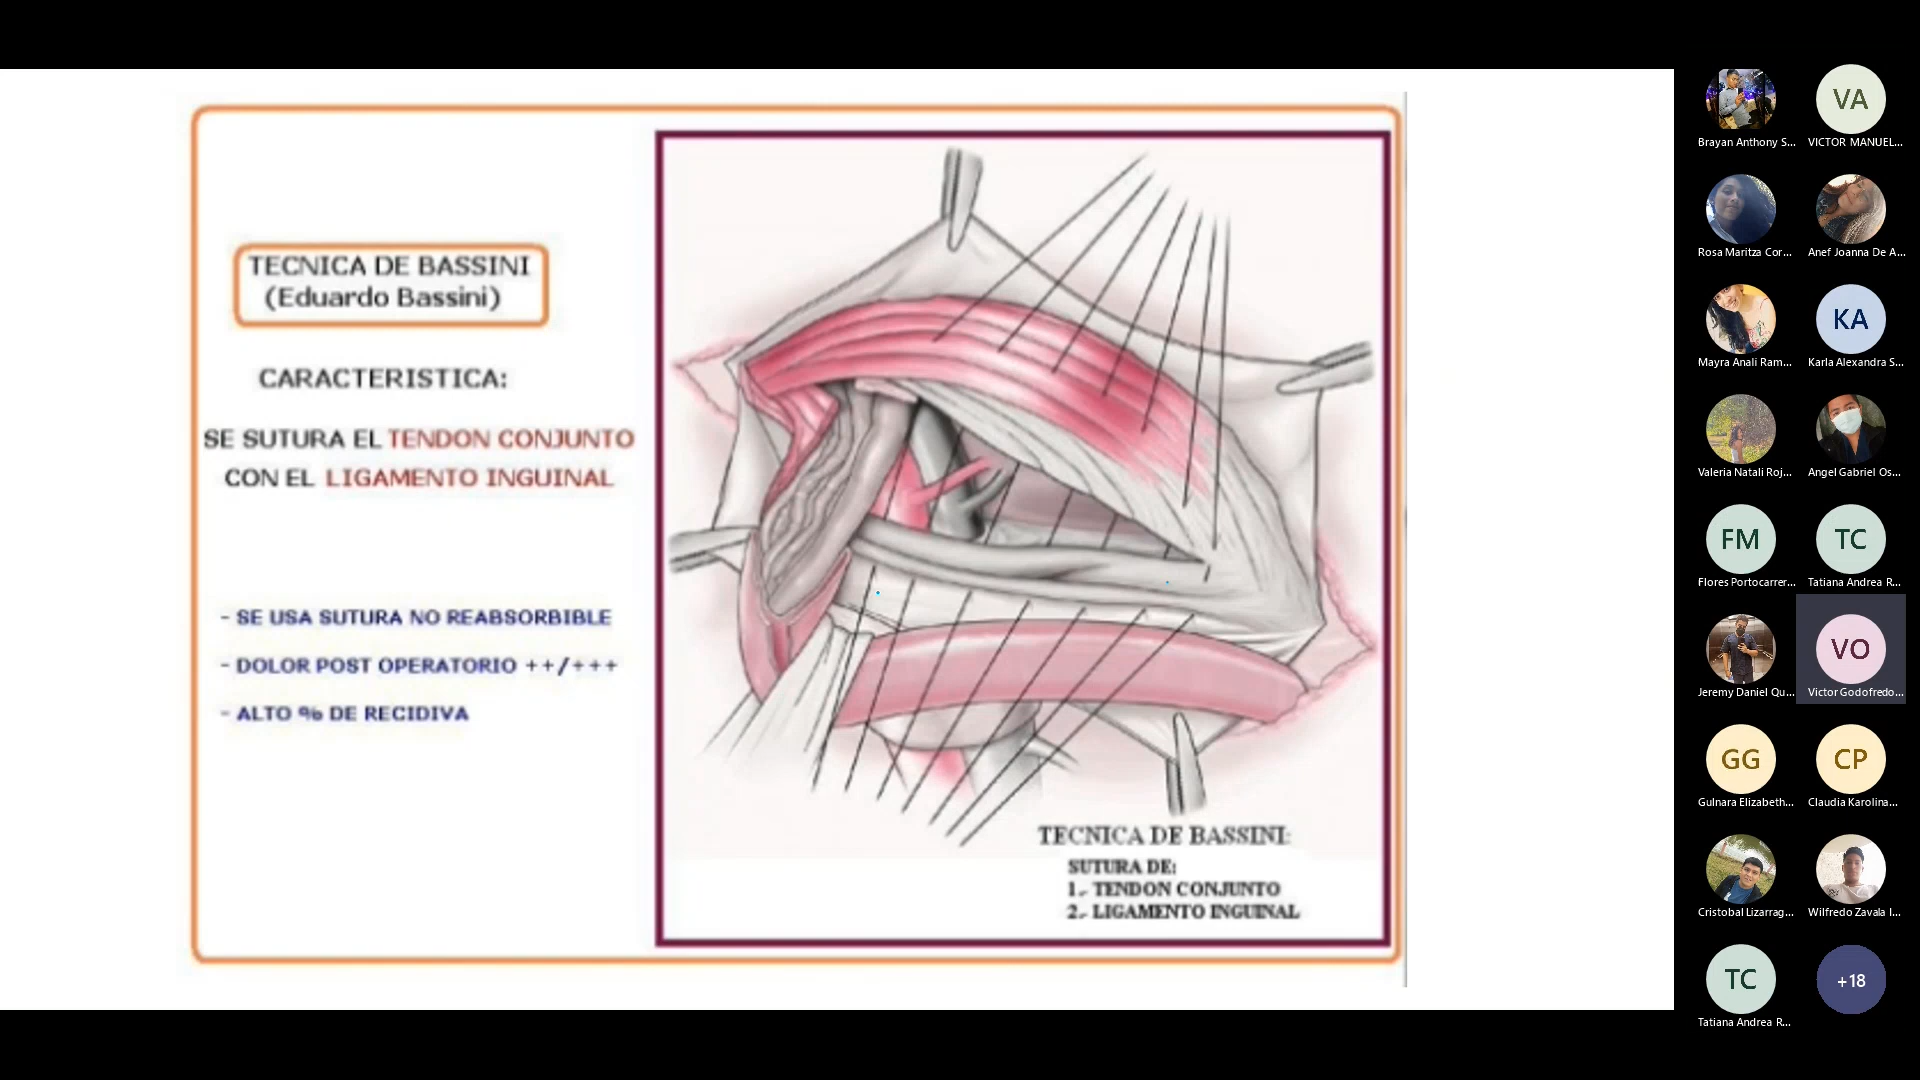 TECNICA DE BASSINI
(Eduardo Bassini)
CARACTERISTICA:
SE SUTURA EL TENDON CONJUNTO
CON EL LIGAMENTO INGUINAL
- SE USA SUTURA NO REABSORBIBLE
- DOLOR POST OPERATORIO ++/+++
- ALTO % DE RECIDIVA
TECNICA DE BASSINI:
SUTURA DE:
1.- TENDON CONJUNTO
2.- LIGAMENTO INGUINAL
Brayan Anthony S...
VA
VICTOR MANUEL...
Rosa Maritza Cor...
Anef Joanna De A...
Mayra Anali Ram...
KA
Karla Alexandra S...
Valeria Natali Roj...
Angel Gabriel Os...
FM
Flores Portocarrer...
TC
Tatiana Andrea R...
Jeremy Daniel Qu...
VO
Victor Godofredo...
GG
Gulnara Elizabeth...
CP
Claudia Karolina...
Cristobal Lizarrag...
Wilfredo Zavala I...
TC
Tatiana Andrea R...
+18